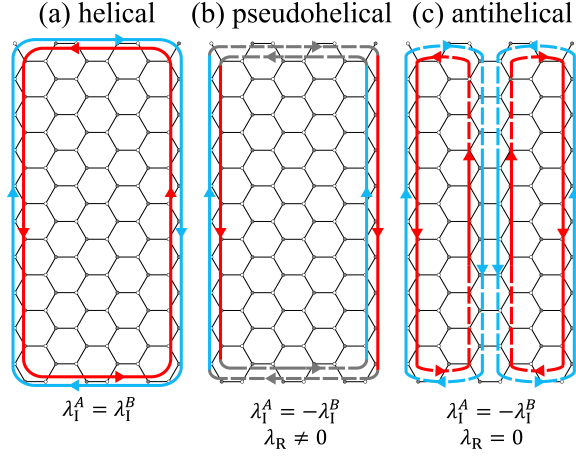 (a) helical (b) pseudohelical (c) antihelical
λ_I^A = λ_I^B
λ_I^A = −λ_I^B
λ_R ≠ 0
λ_I^A = −λ_I^B
λ_R = 0